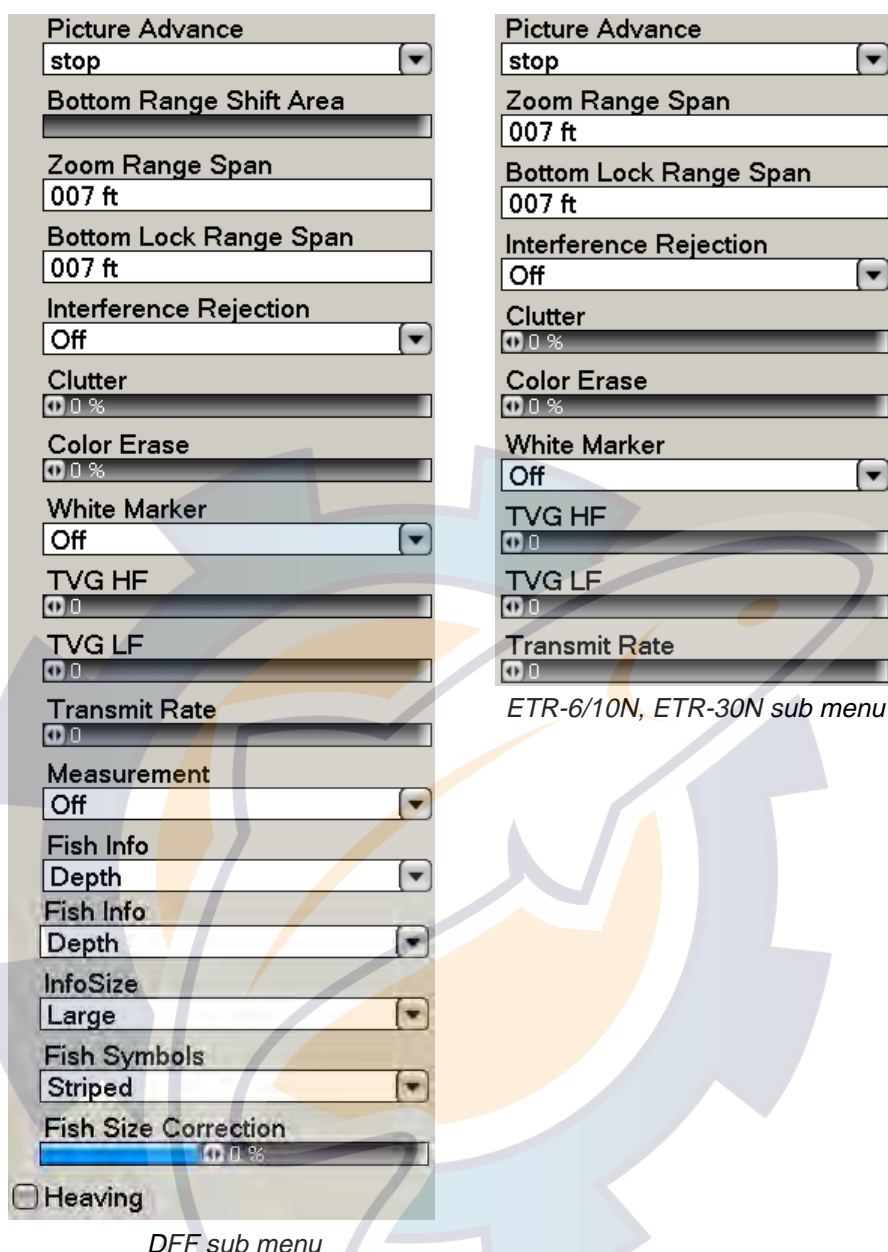 Picture Advance
stop
Bottom Range Shift Area
Zoom Range Span
007 ft
Bottom Lock Range Span
007 ft
Interference Rejection
Off
Clutter
0 %
Color Erase
0 %
White Marker
Off
TVG HF
0
TVG LF
0
Transmit Rate
0
Measurement
Off
Fish Info
Depth
Fish Info
Depth
InfoSize
Large
Fish Symbols
Striped
Fish Size Correction
0 %
Heaving
DFF sub menu
Picture Advance
stop
Zoom Range Span
007 ft
Bottom Lock Range Span
007 ft
Interference Rejection
Off
Clutter
0 %
Color Erase
0 %
White Marker
Off
TVG HF
0
TVG LF
0
Transmit Rate
0
ETR-6/10N, ETR-30N sub menu